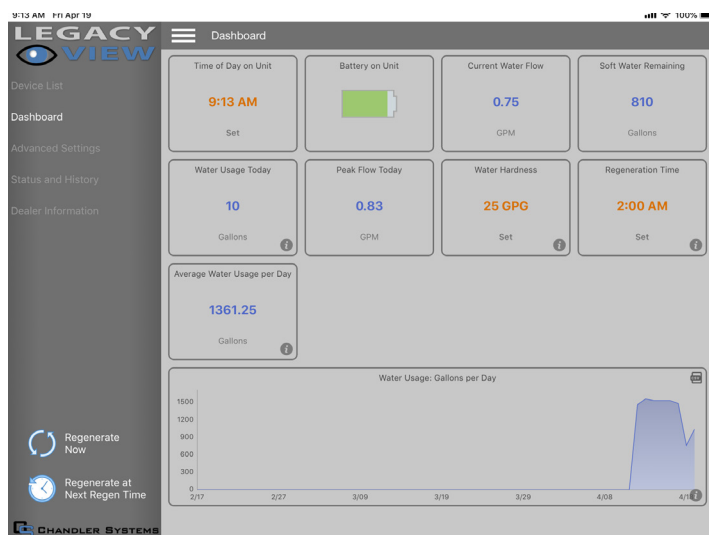 9:13 AM Fri Apr 19
100%
LEGACY
VIEW
Dashboard
Device List
Dashboard
Advanced Settings
Status and History
Dealer Information
Regenerate
Now
Regenerate at
Next Regen Time
CHANDLER SYSTEMS
Time of Day on Unit
9:13 AM
Set
Battery on Unit
Current Water Flow
0.75
GPM
Soft Water Remaining
810
Gallons
Water Usage Today
10
Gallons
i
Peak Flow Today
0.83
GPM
Water Hardness
25 GPG
Set
i
Regeneration Time
2:00 AM
Set
i
Average Water Usage per Day
1361.25
Gallons
i
Water Usage: Gallons per Day
1500
1200
900
600
300
0
2/17 2/27 3/09 3/19 3/29 4/08
i